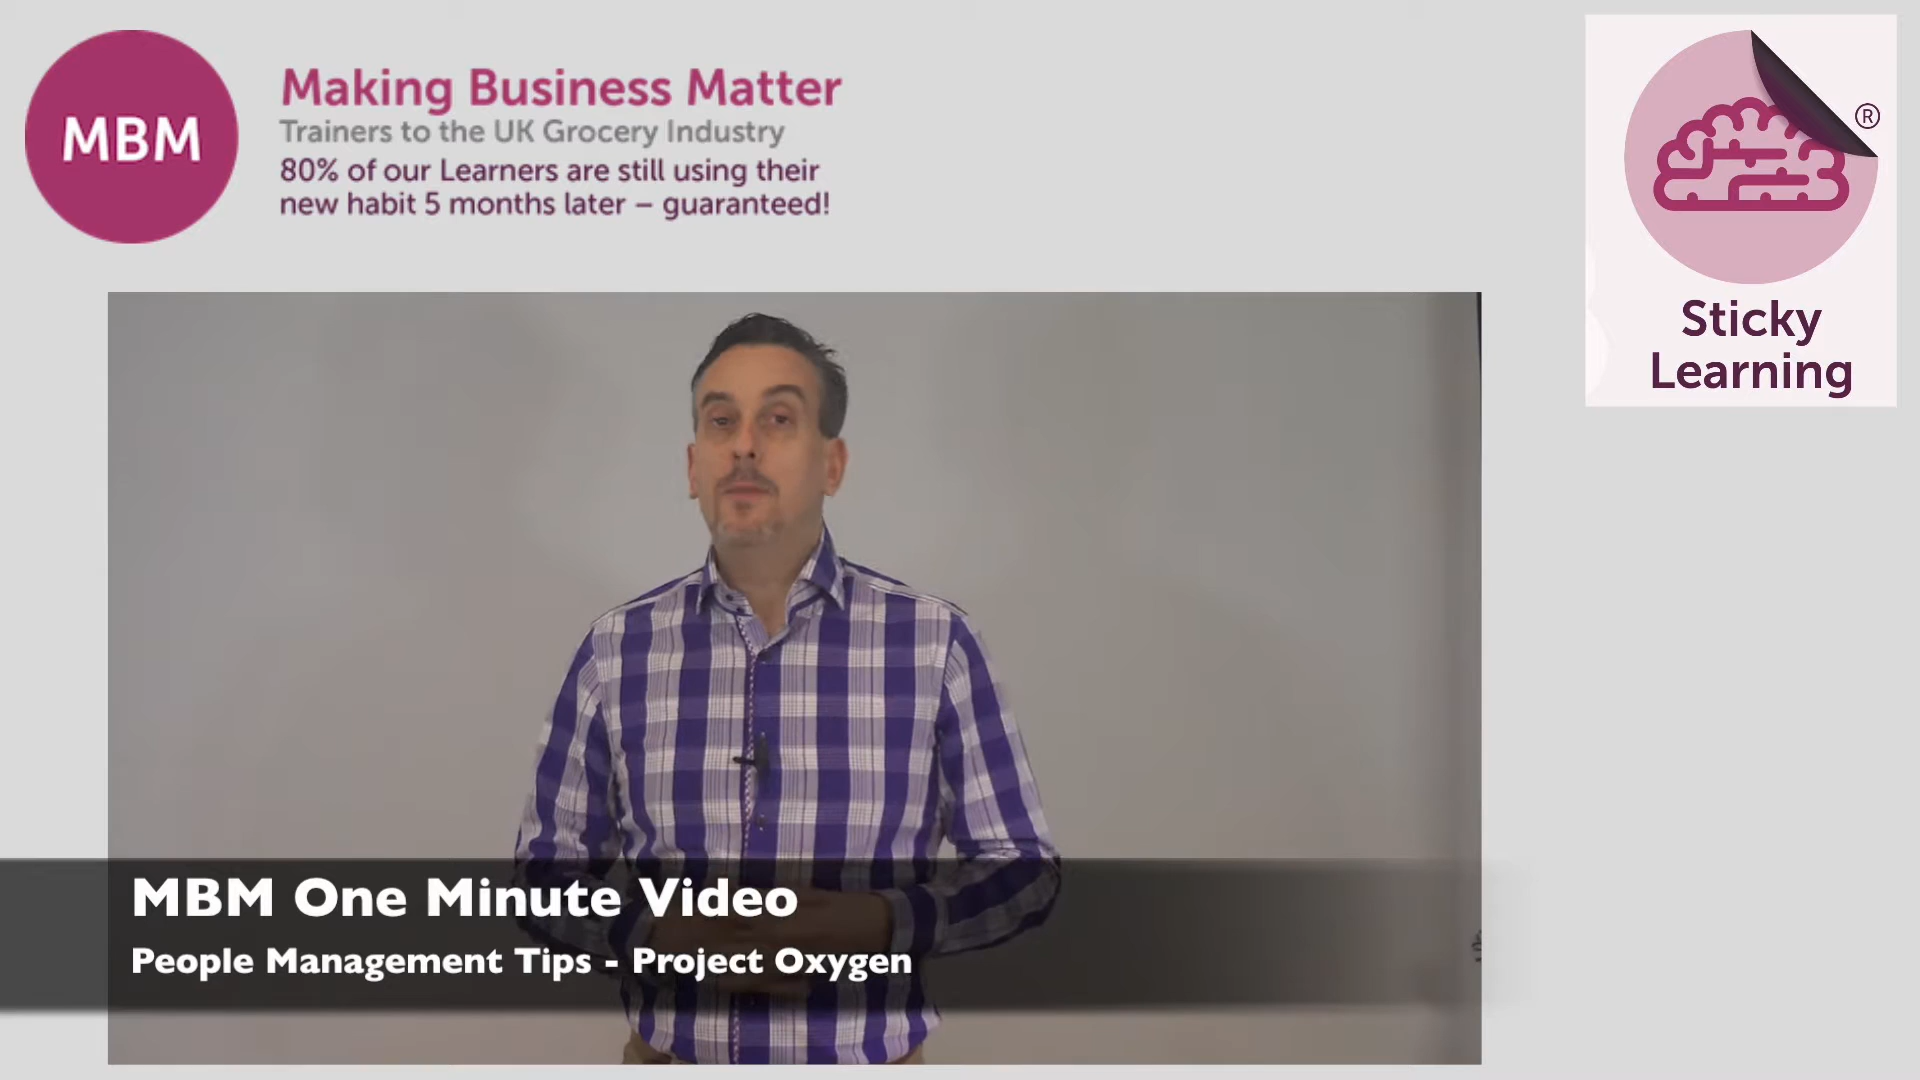 MBM
Making Business Matter
Trainers to the UK Grocery Industry
80% of our Learners are still using their
new habit 5 months later – guaranteed!
®
Sticky
Learning
MBM One Minute Video
People Management Tips - Project Oxygen